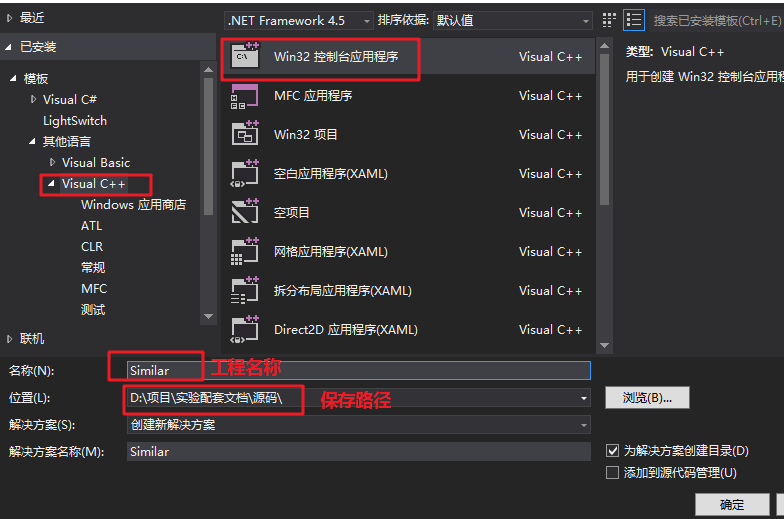 最近
.NET Framework 4.5 排序依据: 默认值 搜索已安装模板(Ctrl+E)
已安装
模板
Visual C#
LightSwitch
其他语言
Visual Basic
Visual C++
Windows 应用商店
ATL
CLR
常规
MFC
测试
联机
Win32 控制台应用程序 Visual C++
MFC 应用程序 Visual C++
Win32 项目 Visual C++
空白应用程序(XAML) Visual C++
空项目 Visual C++
网格应用程序(XAML) Visual C++
拆分布局应用程序(XAML) Visual C++
Direct2D 应用程序(XAML) Visual C++
类型: Visual C++
用于创建 Win32 控制台应用程
名称(N): Similar 工程名称
位置(L): D:\项目\实验配套文档\源码\ 保存路径 浏览(B)...
解决方案(S): 创建新解决方案
解决方案名称(M): Similar
为解决方案创建目录(D)
添加到源代码管理(U)
确定